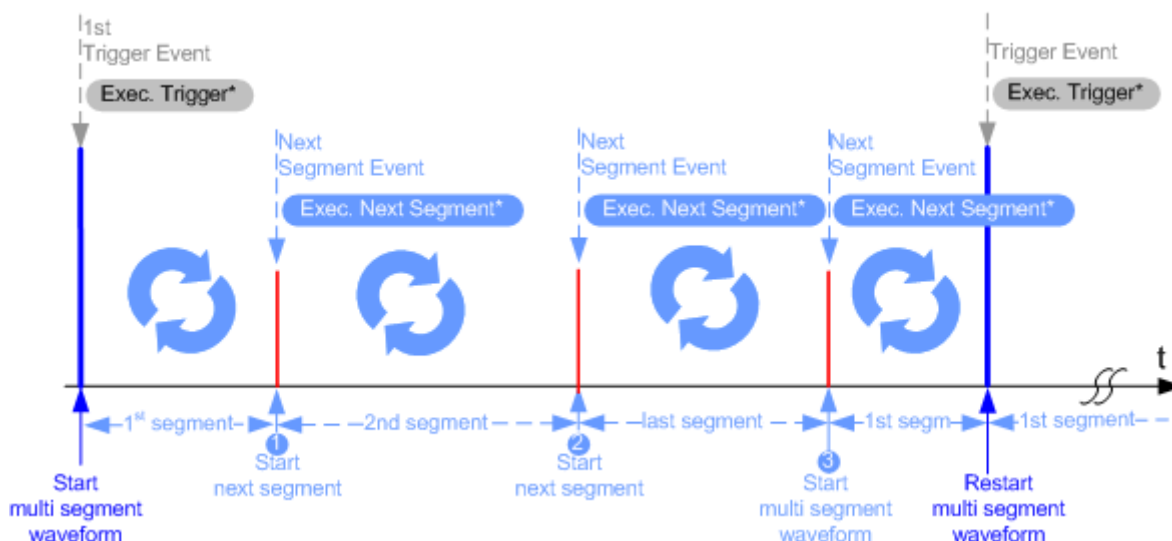 1st
Trigger Event
Exec. Trigger*
Trigger Event
Exec. Trigger*
Next
Segment Event
Exec. Next Segment*
Next
Segment Event
Exec. Next Segment*
Next
Segment Event
Exec. Next Segment*
t
1st segment
2nd segment
last segment
1st segm
1st segment
1
2
3
Start
multi segment
waveform
Start
next segment
Start
next segment
Start
multi segment
waveform
Restart
multi segment
waveform